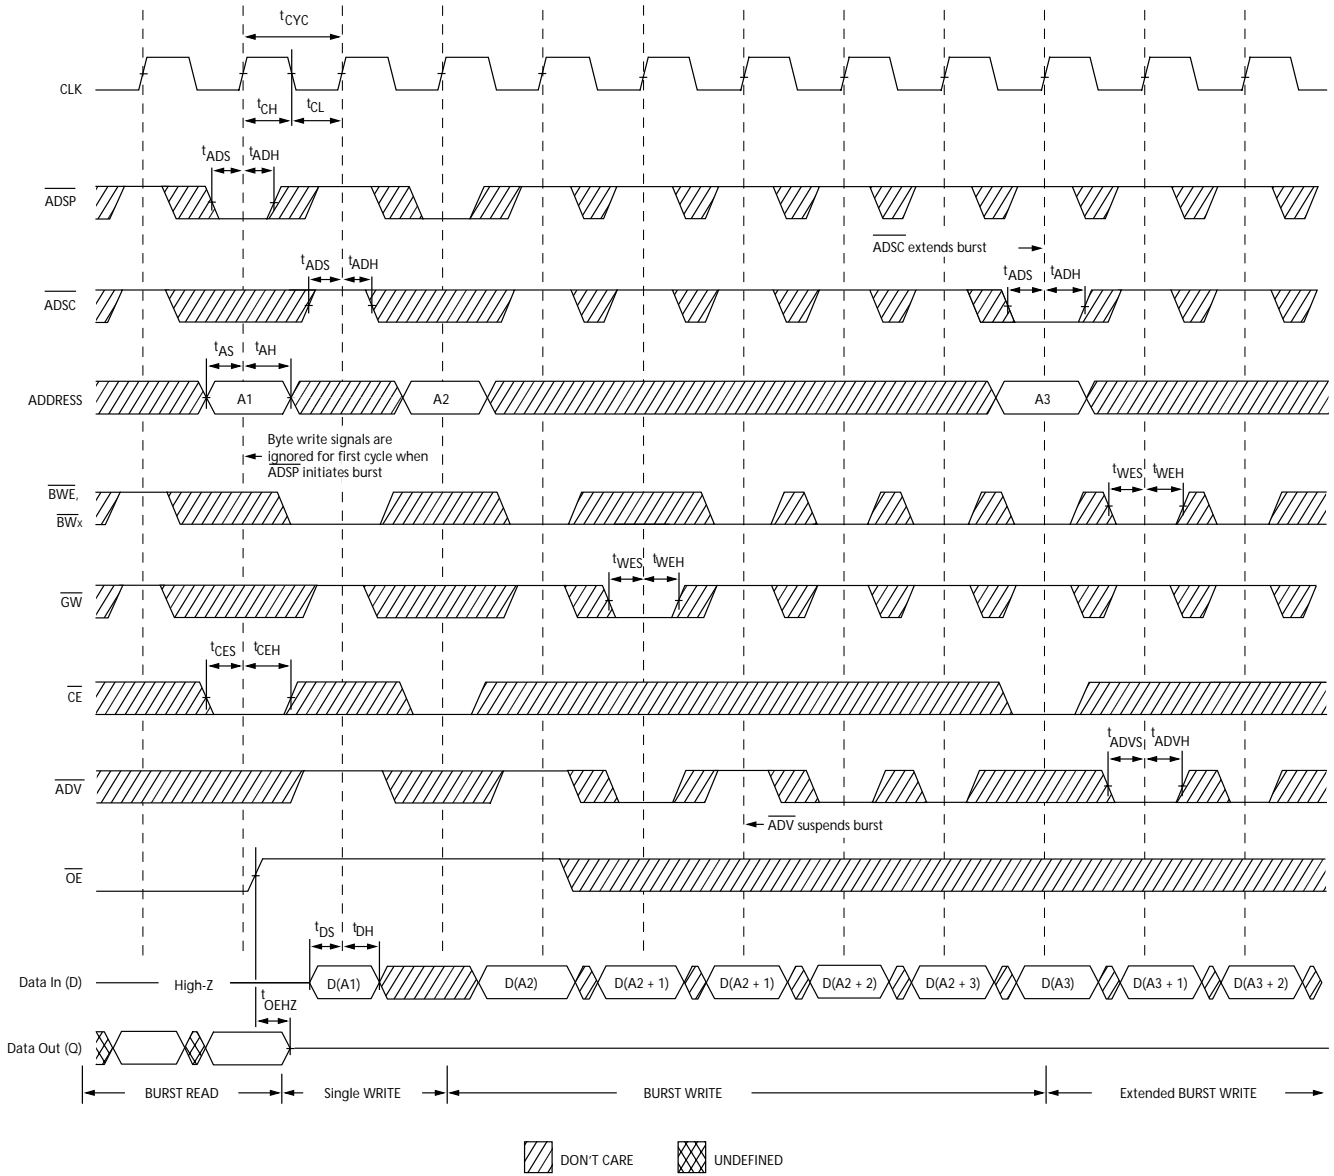 tCYC
CLK
tCH
tCL
tADS
tADH
ADSP
ADSC extends burst
tADS
tADH
tADS
tADH
ADSC
tAS
tAH
ADDRESS
A1
A2
A3
Byte write signals are
ignored for first cycle when
ADSP initiates burst
BWE,
BWx
tWES
tWEH
tWES
tWEH
GW
tCES
tCEH
CE
tADVS
tADVH
ADV
ADV suspends burst
OE
tDS
tDH
Data In (D)
High-Z
D(A1)
D(A2)
D(A2 + 1)
D(A2 + 1)
D(A2 + 2)
D(A2 + 3)
D(A3)
D(A3 + 1)
D(A3 + 2)
tOEHZ
Data Out (Q)
BURST READ
Single WRITE
BURST WRITE
Extended BURST WRITE
DON'T CARE
UNDEFINED